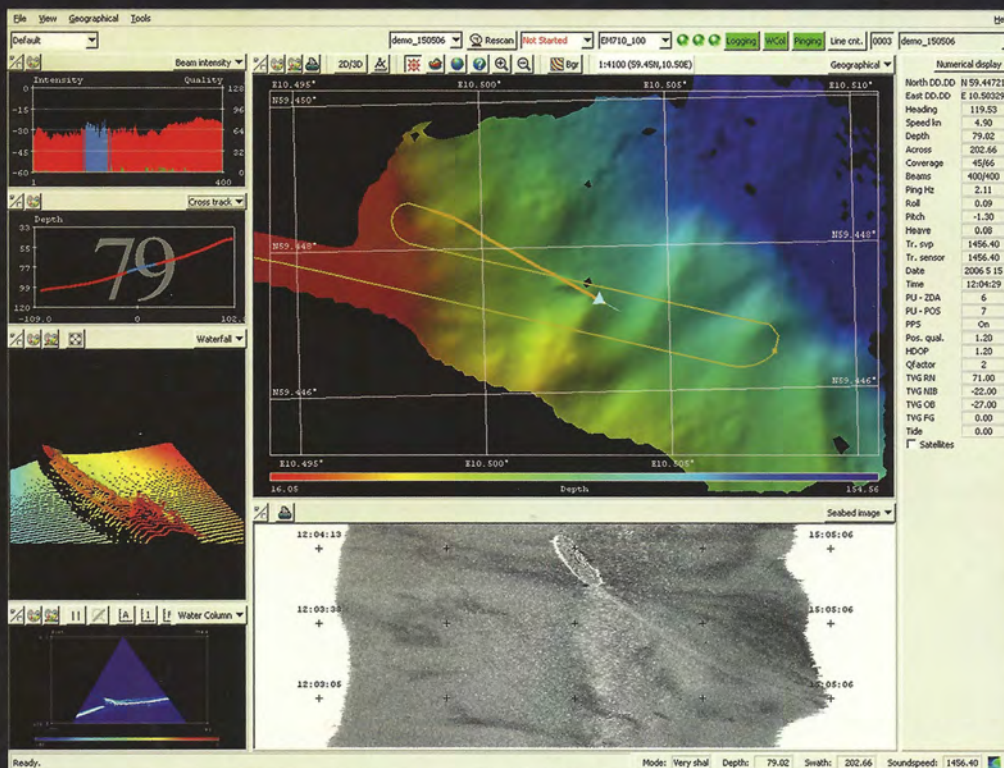 File View Geographical Tools
Default
demo_150506 Rescan Not Started EM710_100 Logging WCol Pinging Line cnt. 0003 demo_150506
Beam intensity
Intensity Quality
0 128
-15 96
-30 64
-45 32
-60 0
1 400
Cross track
Depth
33
55
77
99
120
79
-109.0 0 102.
Waterfall
Water Column
2D/3D Bgr 1:4100 (59.45N,10.50E) Geographical
E10.495° E10.500° E10.505° E10.510°
N59.450°
N59.448° N59.448°
N59.446° N59.446°
E10.495° E10.500° E10.505°
16.05 Depth 154.56
Seabed image
12:04:13 15:05:06
12:03:38 15:05:06
12:03:05 15:05:06
Numerical display
North DD.DD N 59.44721
East DD.DD E 10.50329
Heading 119.53
Speed kn 4.90
Depth 79.02
Across 202.66
Coverage 45/66
Beams 400/400
Ping Hz 2.11
Roll 0.09
Pitch -1.30
Heave 0.08
Tr. svp 1456.40
Tr. sensor 1456.40
Date 2006 5 15
Time 12:04:29
PU - ZDA 6
PU - POS 7
PPS On
Pos. qual. 1.20
HDOP 1.20
Qfactor 2
TVG RN 71.00
TVG NIB -22.00
TVG OB -27.00
TVG FG 0.00
Tide 0.00
Satellites
Ready.
Mode: Very shal Depth: 79.02 Swath: 202.66 Soundspeed: 1456.40